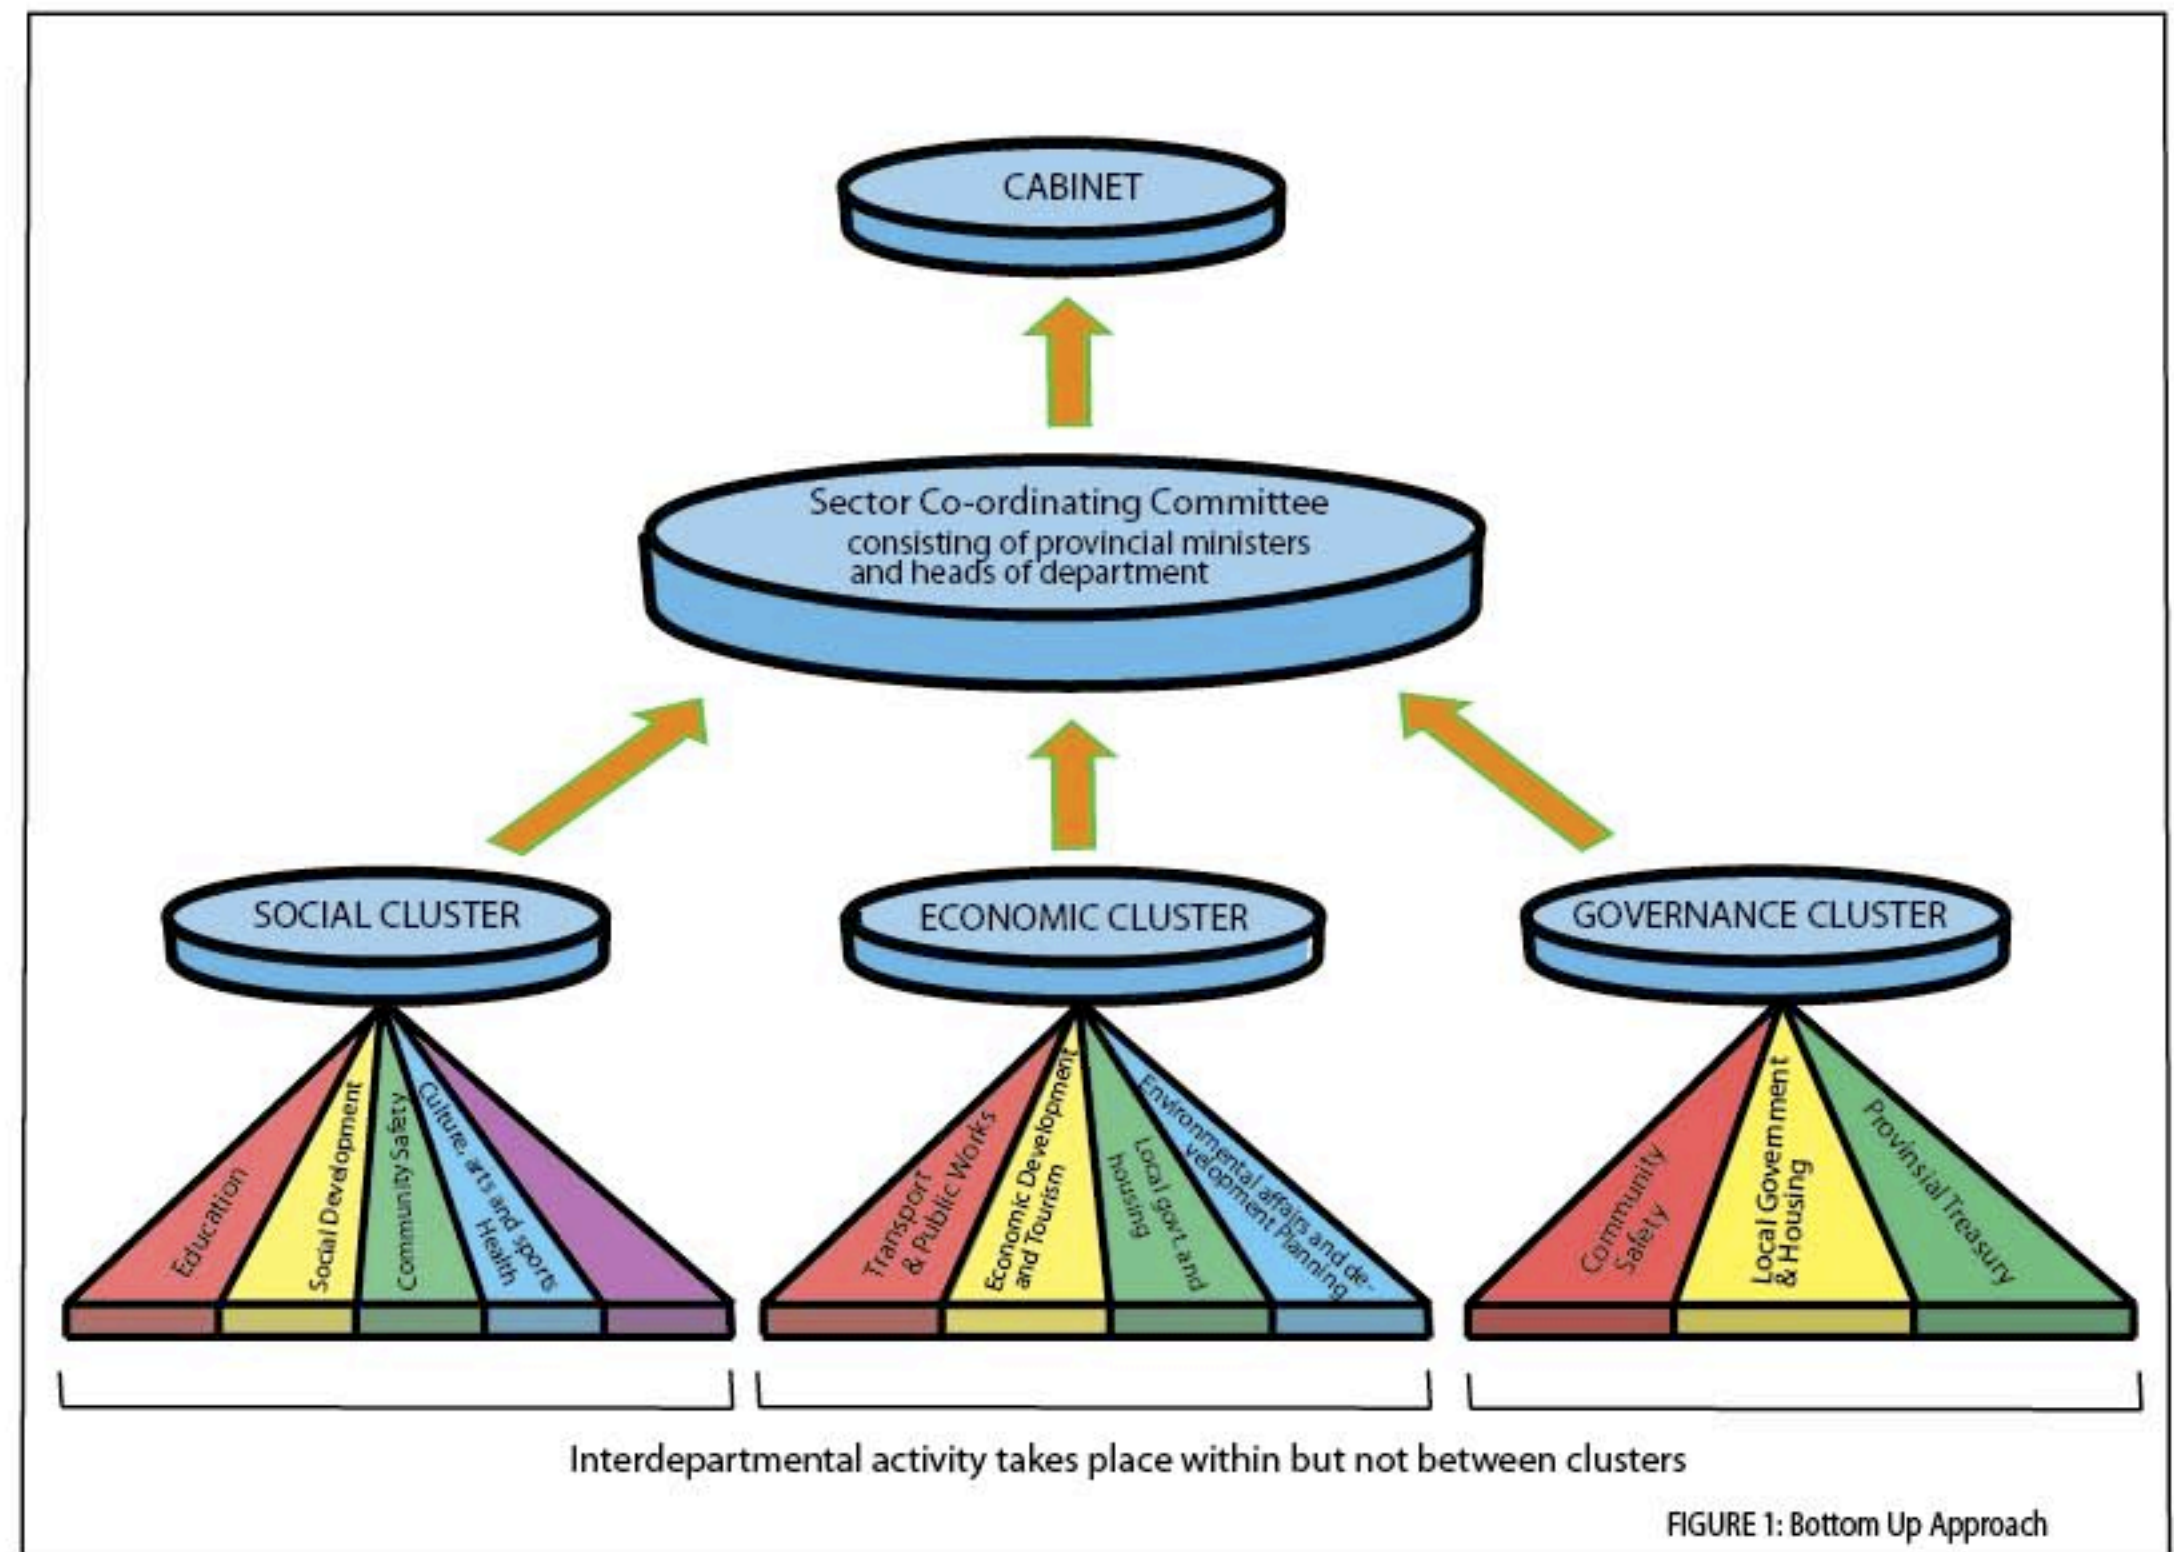 CABINET
Sector Co-ordinating Committee
consisting of provincial ministers
and heads of department
SOCIAL CLUSTER
ECONOMIC CLUSTER
GOVERNANCE CLUSTER
Education
Social Development
Community Safety
Culture, arts and sports
Health
Transport
& Public Works
Economic Development
and Tourism
Local govt and
housing
Environmental affairs and de-
velopment Planning
Community
Safety
Local Government
& Housing
Provinsial Treasury
Interdepartmental activity takes place within but not between clusters
FIGURE 1: Bottom Up Approach